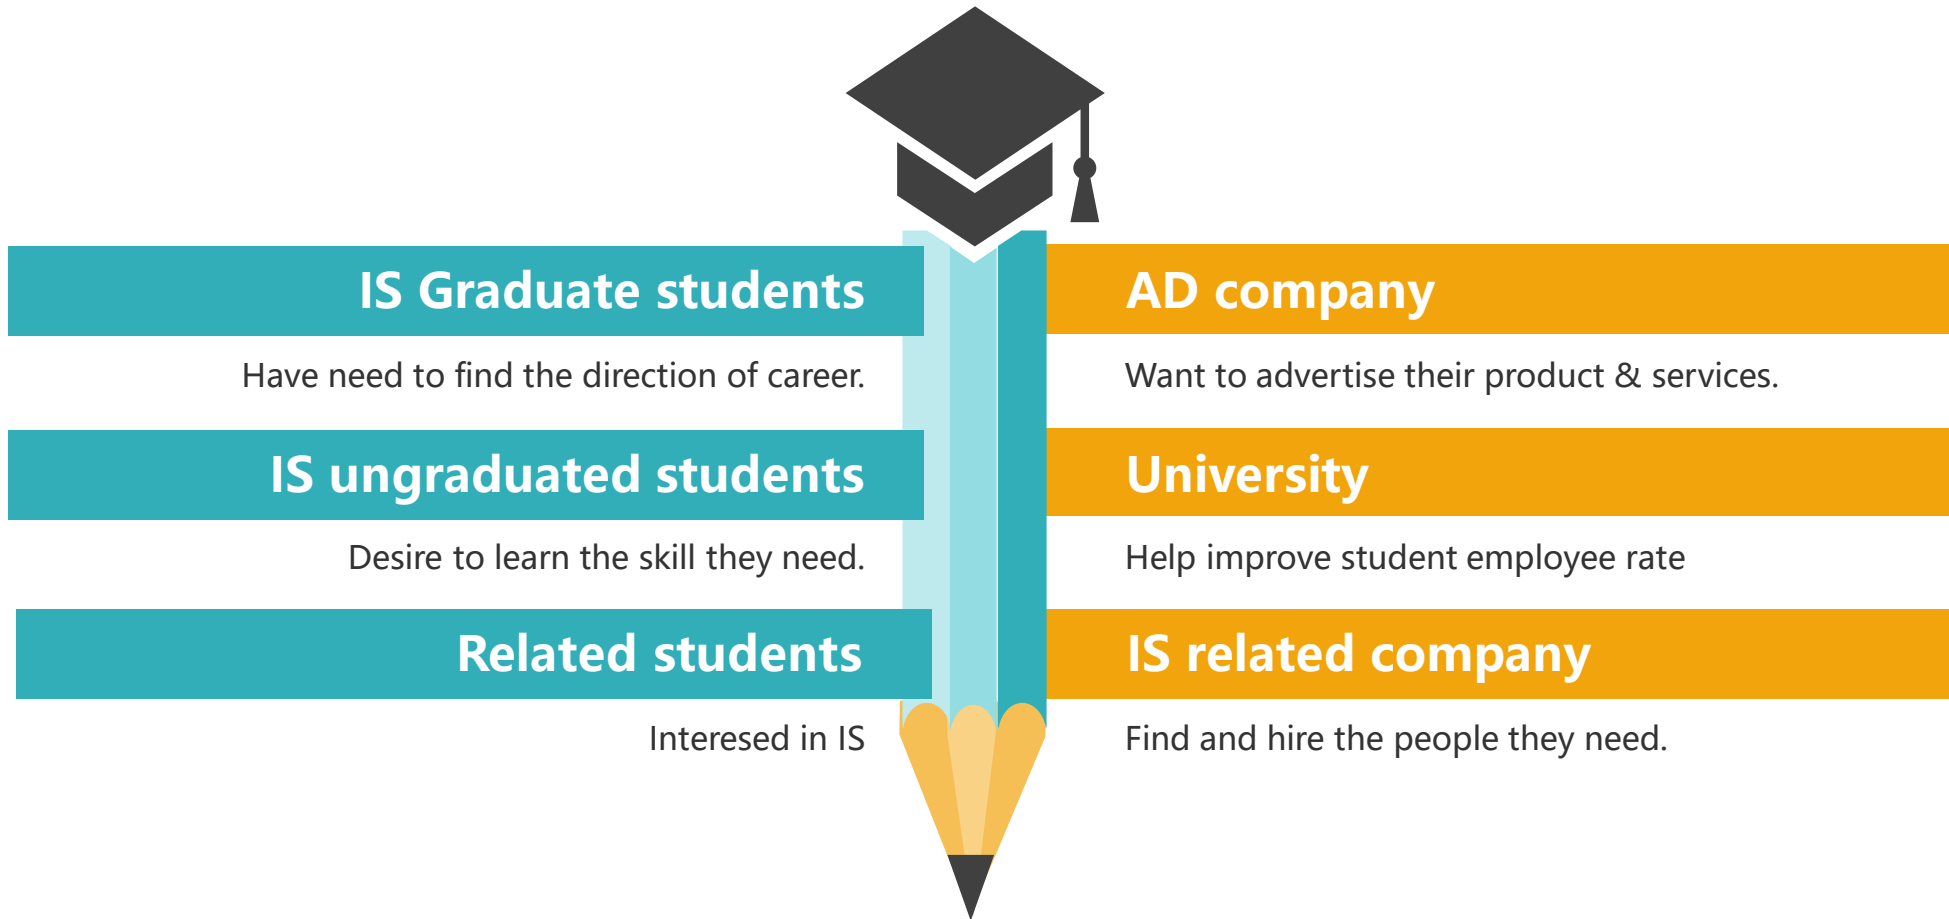 IS Graduate students
Have need to find the direction of career.
IS ungraduated students
Desire to learn the skill they need.
Related students
Interesed in IS
AD company
Want to advertise their product & services.
University
Help improve student employee rate
IS related company
Find and hire the people they need.